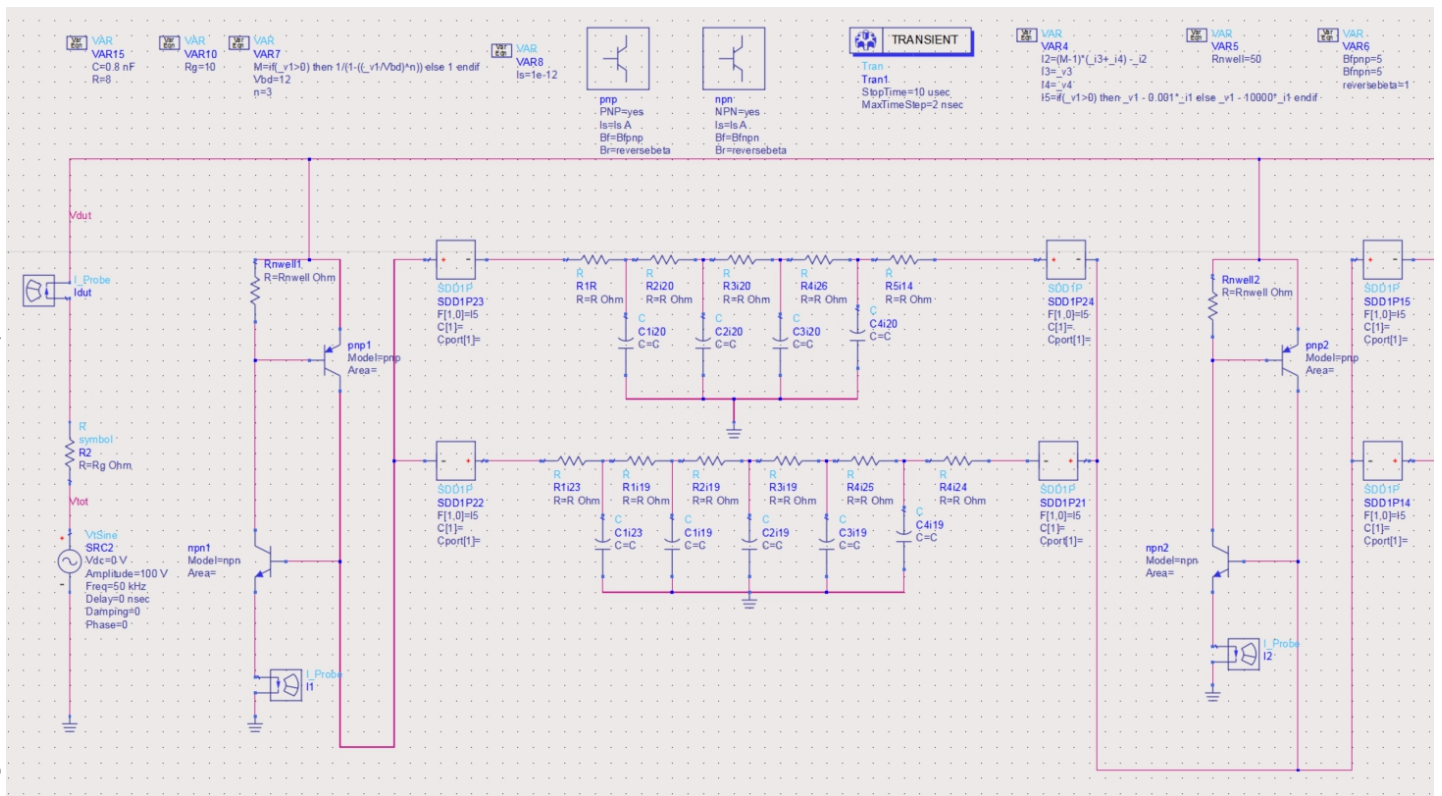 VAR
VAR15
C=0.8 nF
R=8
VAR
VAR10
Rg=10
VAR
VAR7
M=if(_v1>0) then 1/(1-((_v1/Vbd)^n)) else 1 endif
Vbd=12
n=3
VAR
VAR8
Is=1e-12
pnp
PNP=yes
Is=Is A
Bf=Bfpnp
Br=reversebeta
npn
NPN=yes
Is=Is A
Bf=Bfnpn
Br=reversebeta
TRANSIENT
Tran
Tran1
StopTime=10 usec
MaxTimeStep=2 nsec
VAR
VAR4
I2=(M-1)*(_i3+_i4)-_i2
I3=_v3
I4=_v4
I5=if(_v1>0) then _v1 - 0.001*_i1 else _v1 - 10000*_i1 endif
VAR
VAR5
Rnwell=50
VAR
VAR6
Bfpnp=5
Bfnpn=5
reversebeta=1
Vdut
I_Probe
Idut
R
symbol
R2
R=Rg Ohm
Vtot
VtSine
SRC2
Vdc=0 V
Amplitude=100 V
Freq=50 kHz
Delay=0 nsec
Damping=0
Phase=0
Rnwell1
R=Rnwell Ohm
pnp1
Model=pnp
Area=
npn1
Model=npn
Area=
I_Probe
I1
SDD1P
SDD1P23
F[1,0]=I5
C[1]=
Cport[1]=
R
R1R
R=R Ohm
R
R2i20
R=R Ohm
R
R3i20
R=R Ohm
R
R4i26
R=R Ohm
R
R5i14
R=R Ohm
C
C1i20
C=C
C
C2i20
C=C
C
C3i20
C=C
C
C4i20
C=C
SDD1P
SDD1P24
F[1,0]=I5
C[1]=
Cport[1]=
SDD1P
SDD1P22
F[1,0]=I5
C[1]=
Cport[1]=
R
R1i23
R=R Ohm
R
R1i19
R=R Ohm
R
R2i19
R=R Ohm
R
R3i19
R=R Ohm
R
R4i25
R=R Ohm
R
R4i24
R=R Ohm
C
C1i23
C=C
C
C1i19
C=C
C
C2i19
C=C
C
C3i19
C=C
C
C4i19
C=C
SDD1P
SDD1P21
F[1,0]=I5
C[1]=
Cport[1]=
Rnwell2
R=Rnwell Ohm
pnp2
Model=pnp
Area=
npn2
Model=npn
Area=
I_Probe
I2
SDD1P
SDD1P15
F[1,0]=I5
C[1]=
Cport[1]=
SDD1P
SDD1P14
F[1,0]=I5
C[1]=
Cport[1]=